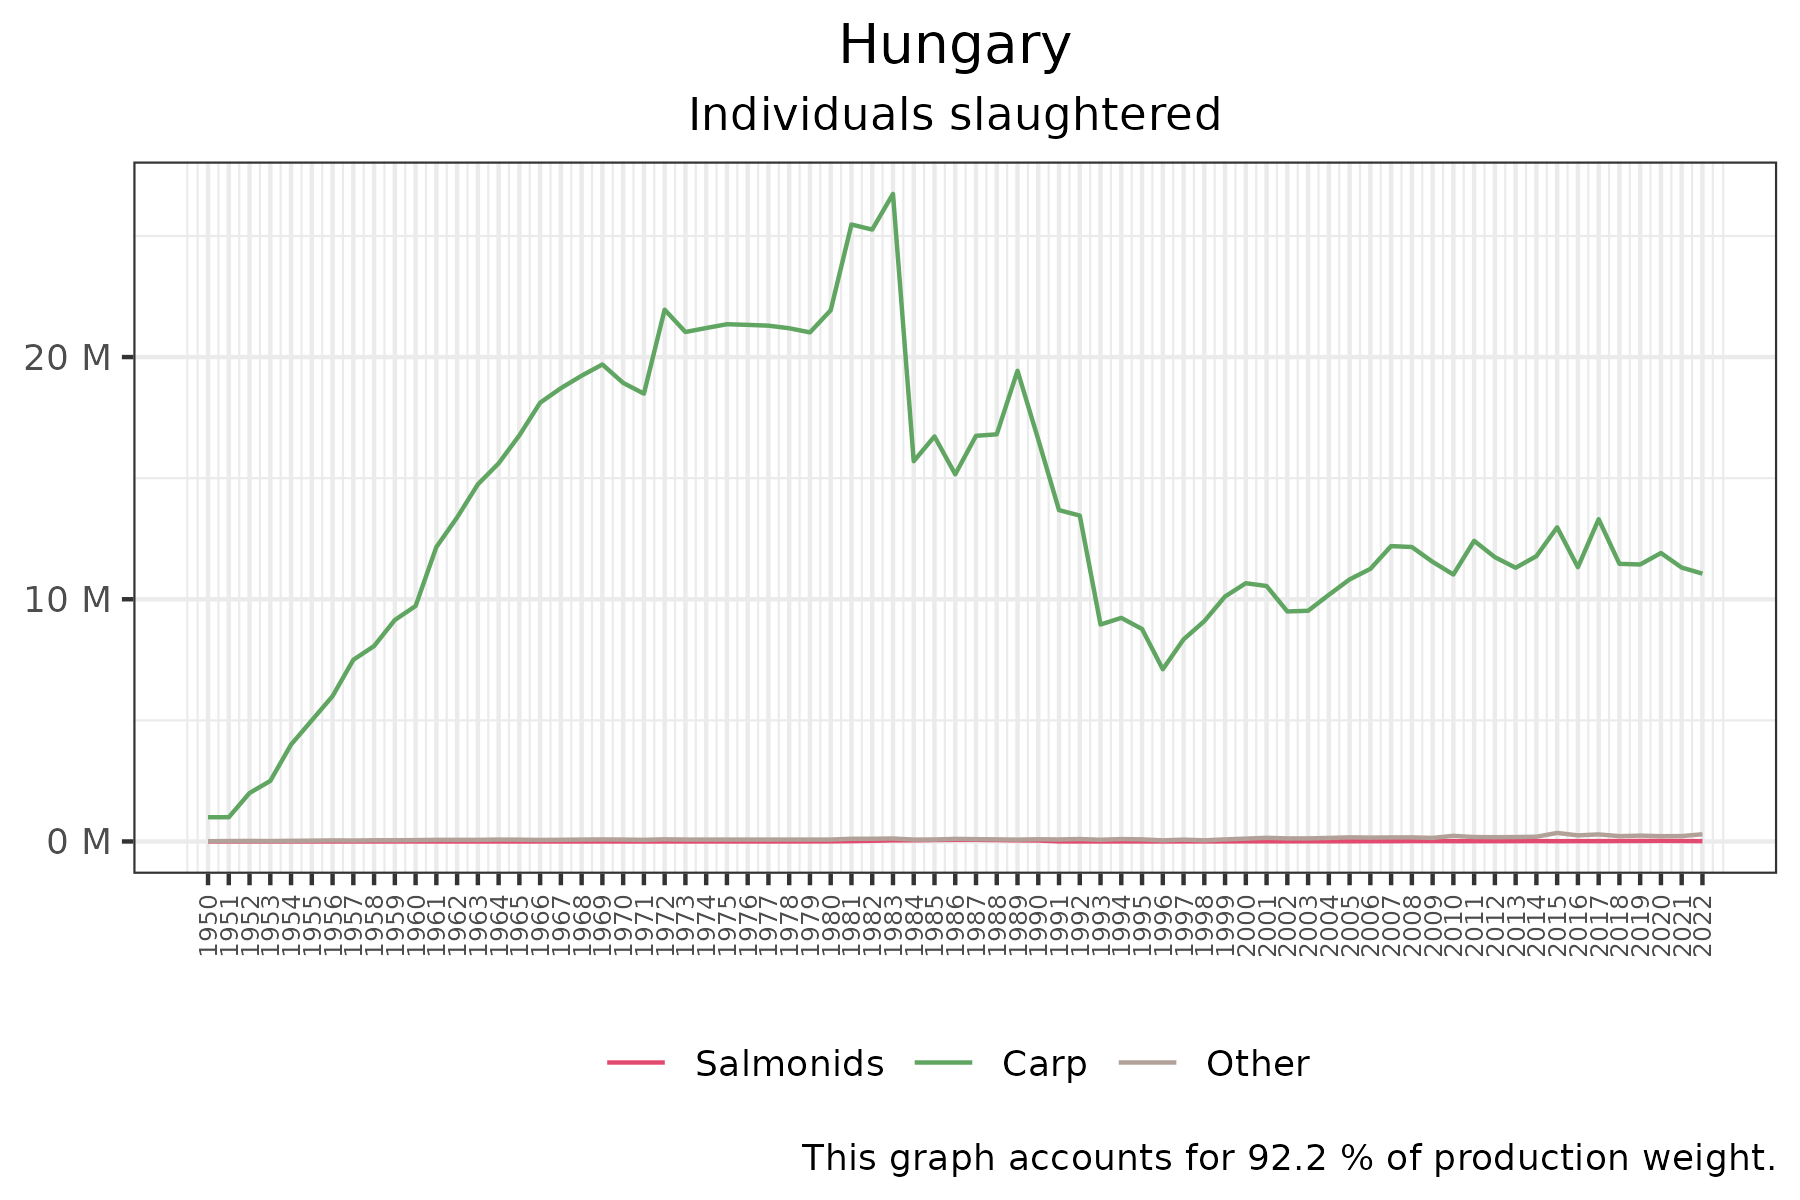 Hungary
Individuals slaughtered
20 M
10 M
0 M
1950 1951 1952 1953 1954 1955 1956 1957 1958 1959 1960 1961 1962 1963 1964 1965 1966 1967 1968 1969 1970 1971 1972 1973 1974 1975 1976 1977 1978 1979 1980 1981 1982 1983 1984 1985 1986 1987 1988 1989 1990 1991 1992 1993 1994 1995 1996 1997 1998 1999 2000 2001 2002 2003 2004 2005 2006 2007 2008 2009 2010 2011 2012 2013 2014 2015 2016 2017 2018 2019 2020 2021 2022
Salmonids Carp Other
This graph accounts for 92.2 % of production weight.